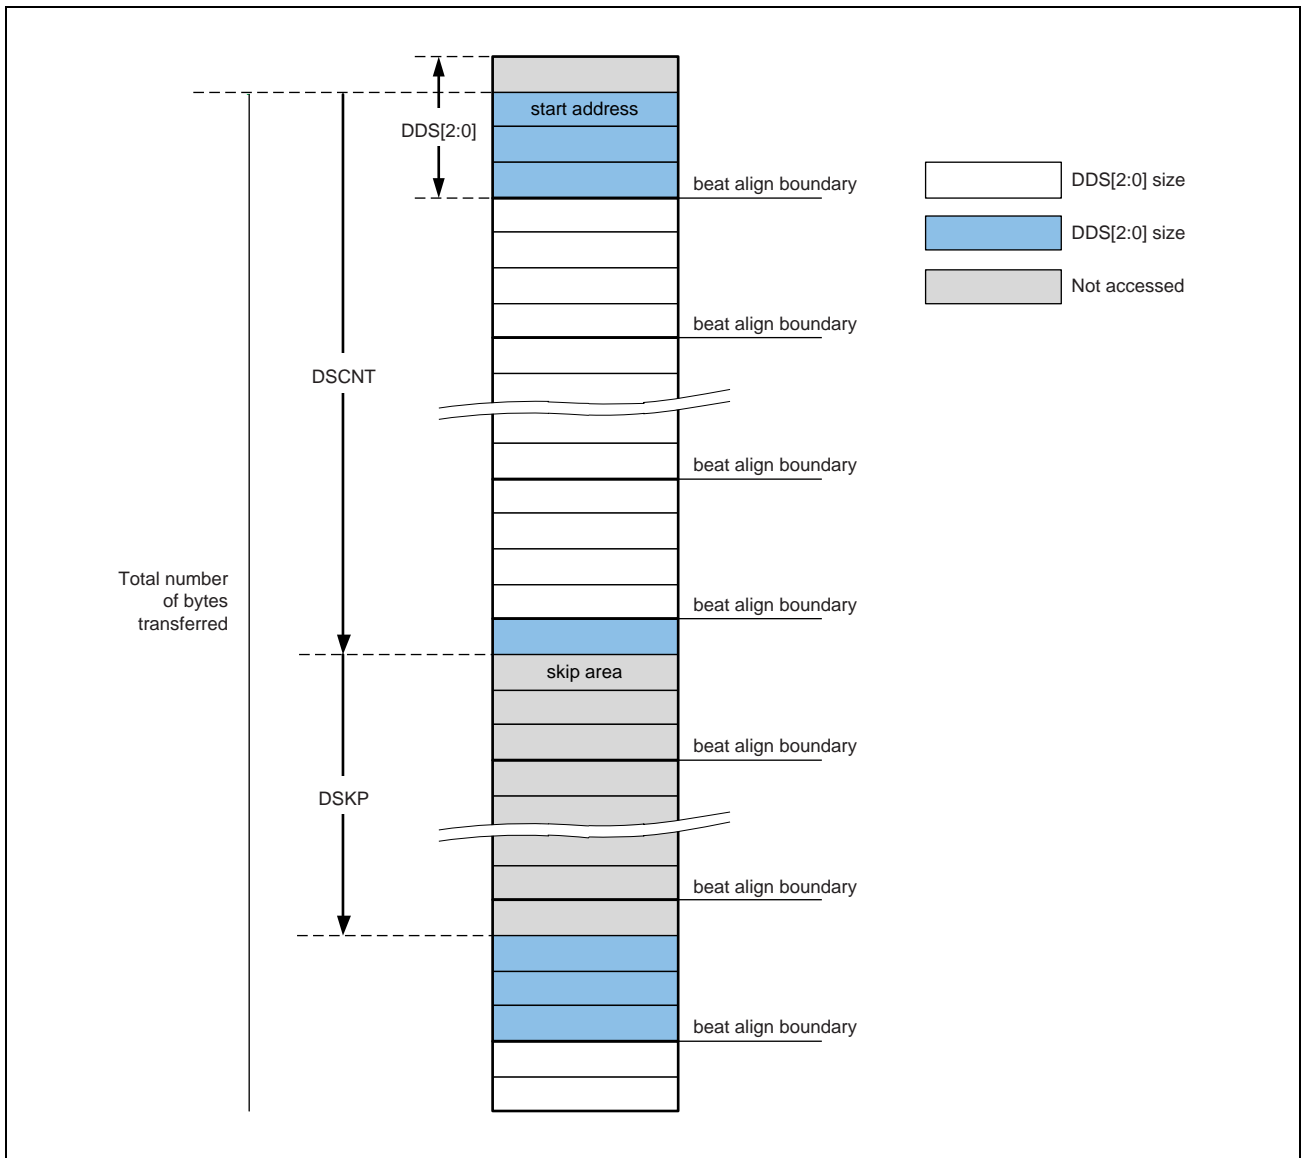 start address
DDS[2:0]
beat align boundary
DDS[2:0] size
DDS[2:0] size
Not accessed
beat align boundary
DSCNT
beat align boundary
Total number
of bytes
transferred
beat align boundary
skip area
beat align boundary
DSKP
beat align boundary
beat align boundary